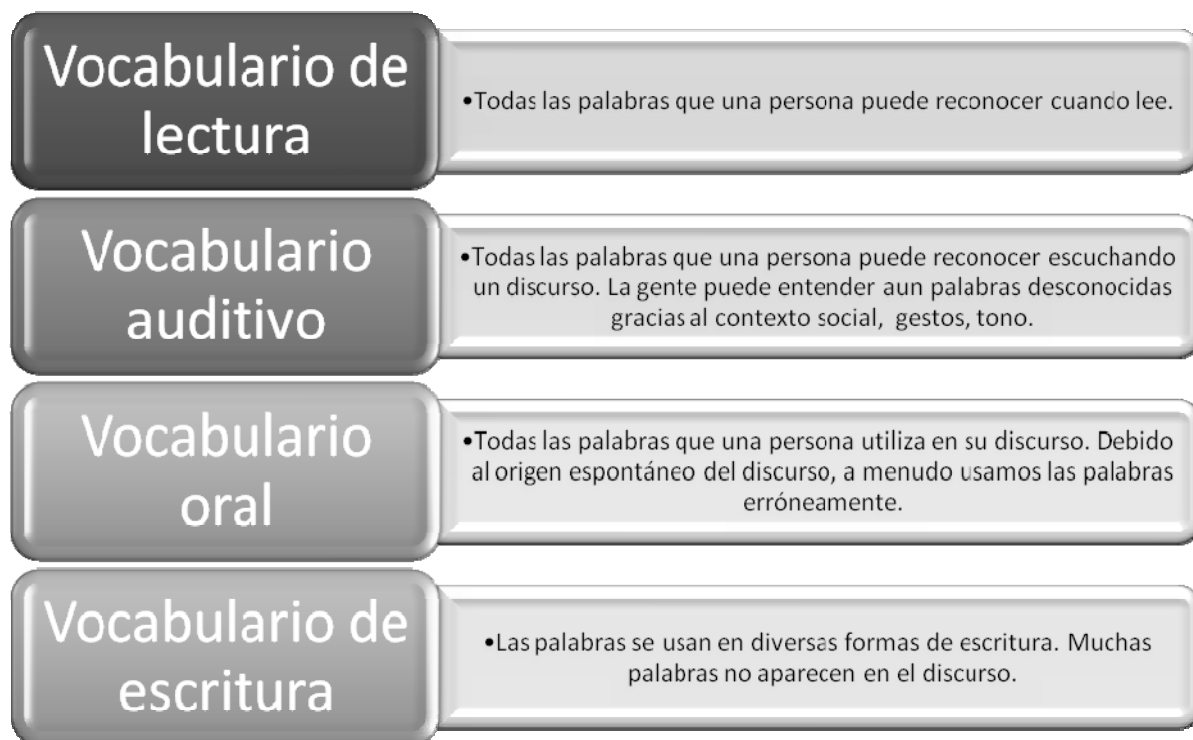 Vocabulario de
lectura
•Todas las palabras que una persona puede reconocer cuando lee.
Vocabulario
auditivo
•Todas las palabras que una persona puede reconocer escuchando
un discurso. La gente puede entender aun palabras desconocidas
gracias al contexto social, gestos, tono.
Vocabulario
oral
•Todas las palabras que una persona utiliza en su discurso. Debido
al origen espontáneo del discurso, a menudo usamos las palabras
erróneamente.
Vocabulario de
escritura
•Las palabras se usan en diversas formas de escritura. Muchas
palabras no aparecen en el discurso.